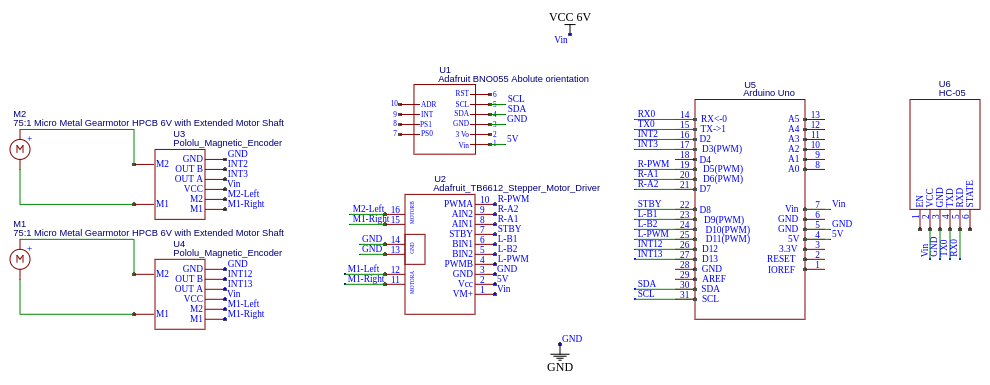 VCC 6V
Vin
M2
75:1 Micro Metal Gearmotor HPCB 6V with Extended Motor Shaft
+
M
U3
Pololu_Magnetic_Encoder
M2
M1
GND GND
OUT B INT2
OUT A INT3
VCC Vin
M2 M2-Left
M1 M2-Right
M1
75:1 Micro Metal Gearmotor HPCB 6V with Extended Motor Shaft
+
M
U4
Pololu_Magnetic_Encoder
M2
M1
GND GND
OUT B INT12
OUT A INT13
VCC Vin
M2 M1-Left
M1 M1-Right
U1
Adafruit BNO055 Abolute orientation
10 ADR
9 INT
8 PS1
7 PS0
RST 6
SCL 5 SCL
SDA 4 SDA
GND 3 GND
3 Vo 2
Vin 1 5V
U2
Adafruit_TB6612_Stepper_Motor_Driver
M2-Left 16
M1-Right 15
MOTORB
GND 14
GND 13
GND
M1-Left 12
M1-Right 11
MOTORA
PWMA 10 R-PWM
AIN2 9 R-A2
AIN1 8 R-A1
STBY 7 STBY
BIN1 6 L-B1
BIN2 5 L-B2
PWMB 4 L-PWM
GND 3 GND
Vcc 2 5V
VM+ 1 Vin
GND
GND
U5
Arduino Uno
RX0 14 RX<-0
TX0 15 TX->1
INT2 16 D2
INT3 17 D3(PWM)
18 D4
R-PWM 19 D5(PWM)
R-A1 20 D6(PWM)
R-A2 21 D7
STBY 22 D8
L-B1 23 D9(PWM)
L-B2 24 D10(PWM)
L-PWM 25 D11(PWM)
INT12 26 D12
INT13 27 D13
28 GND
29 AREF
SDA 30 SDA
SCL 31 SCL
A5 13
A4 12
A3 11
A2 10
A1 9
A0 8
Vin 7 Vin
GND 6
GND 5 GND
5V 4 5V
3.3V 3
RESET 2
IOREF 1
U6
HC-05
EN 1
VCC 2 Vin
GND 3 GND
TXD 4 TX0
RXD 5 RX0
STATE 6